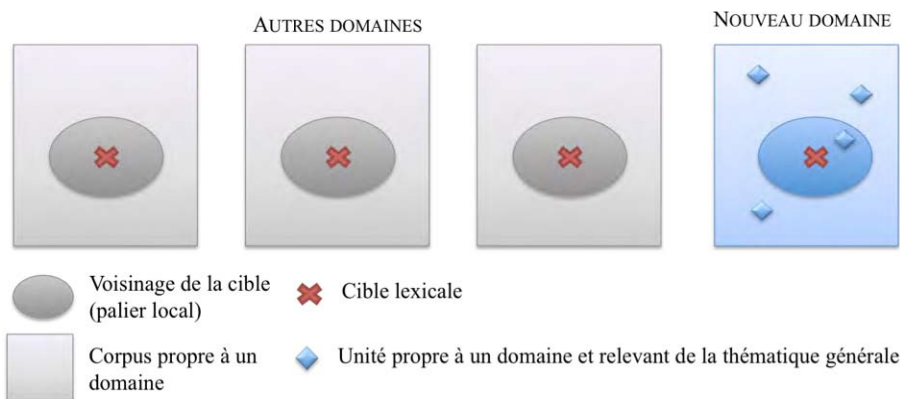 AUTRES DOMAINES
NOUVEAU DOMAINE
Voisinage de la cible
(palier local)
Cible lexicale
Corpus propre à un
domaine
Unité propre à un domaine et relevant de la thématique générale